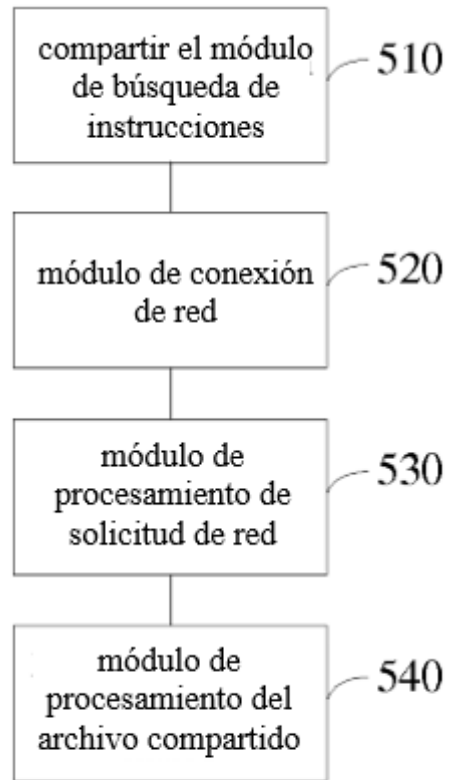 compartir el módulo
de búsqueda de
instrucciones
510
módulo de conexión
de red
520
módulo de
procesamiento de
solicitud de red
530
módulo de
procesamiento del
archivo compartido
540